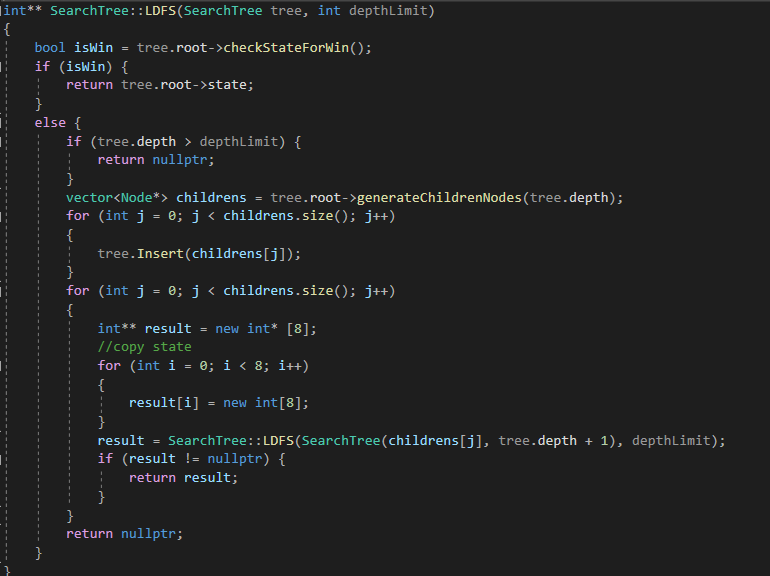 int** SearchTree::LDFS(SearchTree tree, int depthLimit)
{
    bool isWin = tree.root->checkStateForWin();
    if (isWin) {
        return tree.root->state;
    }
    else {
        if (tree.depth > depthLimit) {
            return nullptr;
        }
        vector<Node*> childrens = tree.root->generateChildrenNodes(tree.depth);
        for (int j = 0; j < childrens.size(); j++)
        {
            tree.Insert(childrens[j]);
        }
        for (int j = 0; j < childrens.size(); j++)
        {
            int** result = new int* [8];
            //copy state
            for (int i = 0; i < 8; i++)
            {
                result[i] = new int[8];
            }
            result = SearchTree::LDFS(SearchTree(childrens[j], tree.depth + 1), depthLimit);
            if (result != nullptr) {
                return result;
            }
        }
        return nullptr;
    }
}